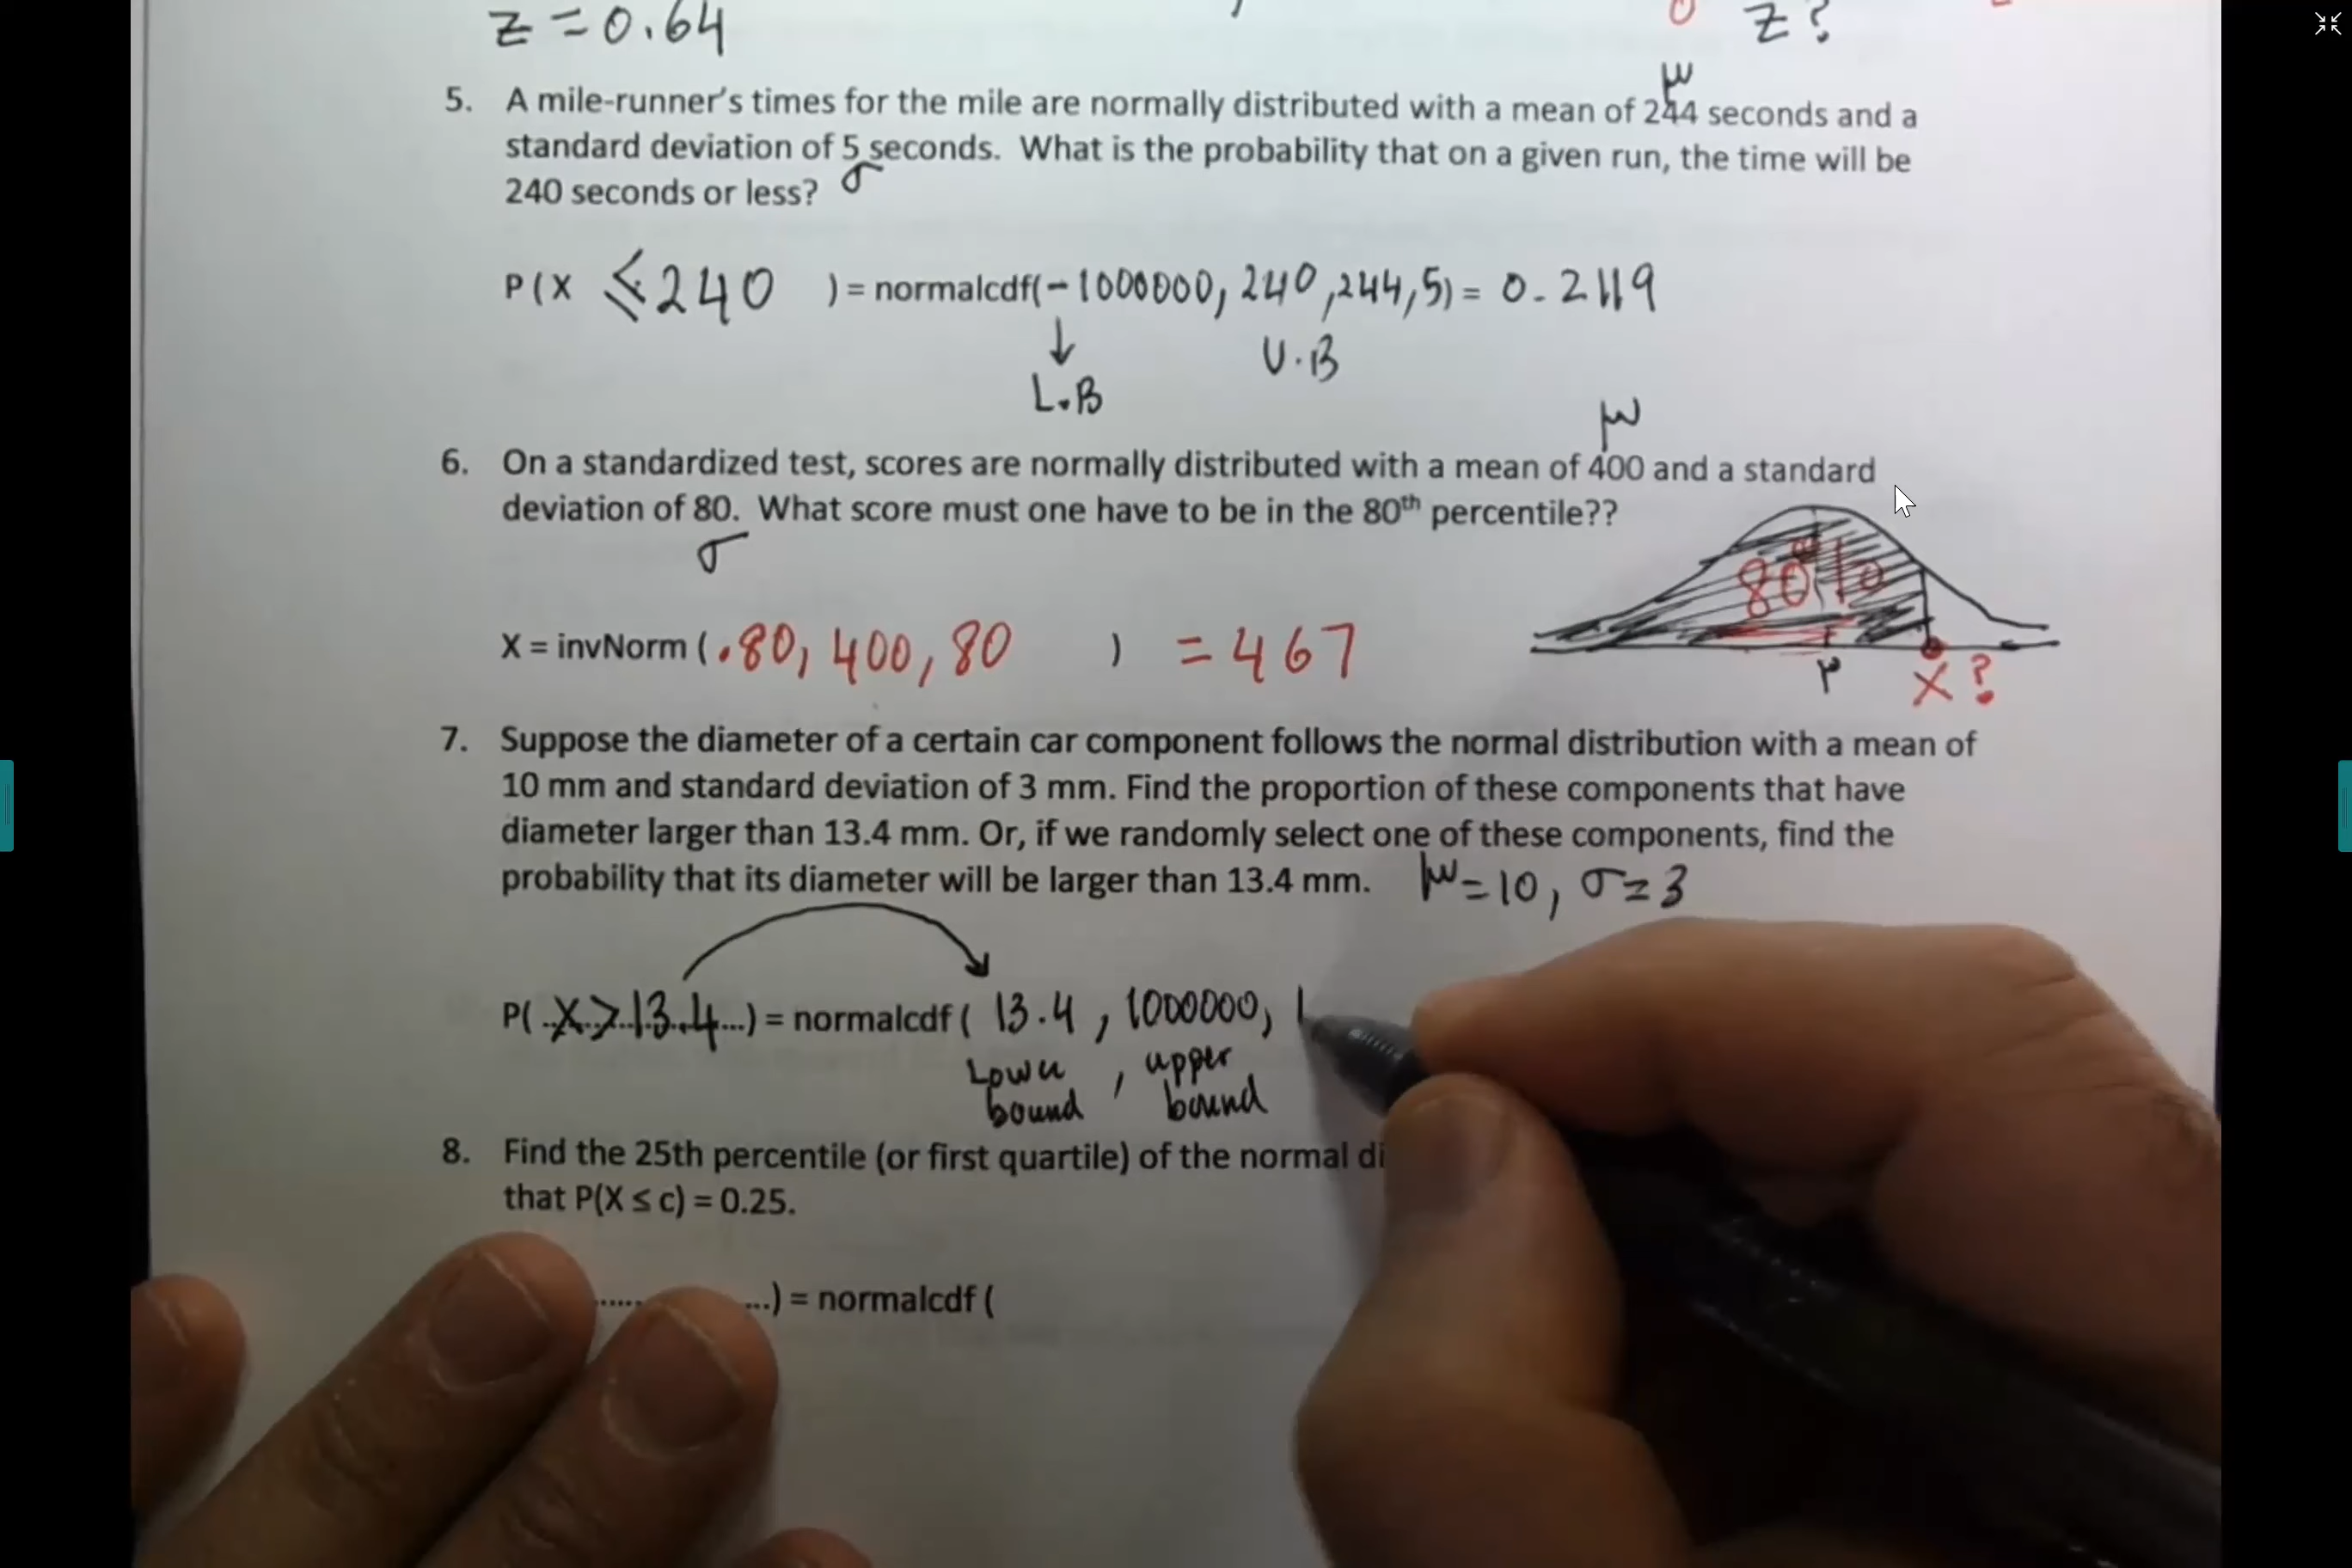 z = 0.64
0 z?
μ
5. A mile-runner's times for the mile are normally distributed with a mean of 244 seconds and a
standard deviation of 5 seconds. What is the probability that on a given run, the time will be
240 seconds or less? σ
P ( X ≤ 240 ) = normalcdf(-1000000, 240, 244, 5) = 0.2119
↓ U.B
L.B
μ
6. On a standardized test, scores are normally distributed with a mean of 400 and a standard
deviation of 80. What score must one have to be in the 80th percentile??
σ
80%
X = invNorm ( .80, 400, 80 ) = 467
μ X?
7. Suppose the diameter of a certain car component follows the normal distribution with a mean of
10 mm and standard deviation of 3 mm. Find the proportion of these components that have
diameter larger than 13.4 mm. Or, if we randomly select one of these components, find the
probability that its diameter will be larger than 13.4 mm. μ = 10, σ = 3
P( X > 13.4 ...) = normalcdf ( 13.4, 1000000, 1
Lower , upper
bound bound
8. Find the 25th percentile (or first quartile) of the normal di
that P(X ≤ c) = 0.25.
...... ...) = normalcdf (